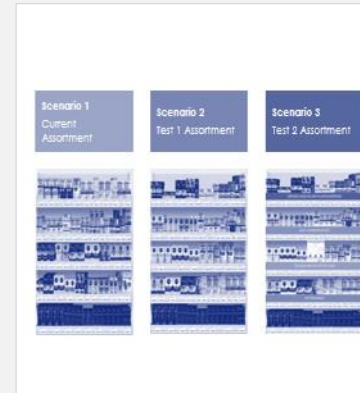 Scenario 1
Current
Assortment
Scenario 2
Test 1 Assortment
Scenario 3
Test 2 Assortment